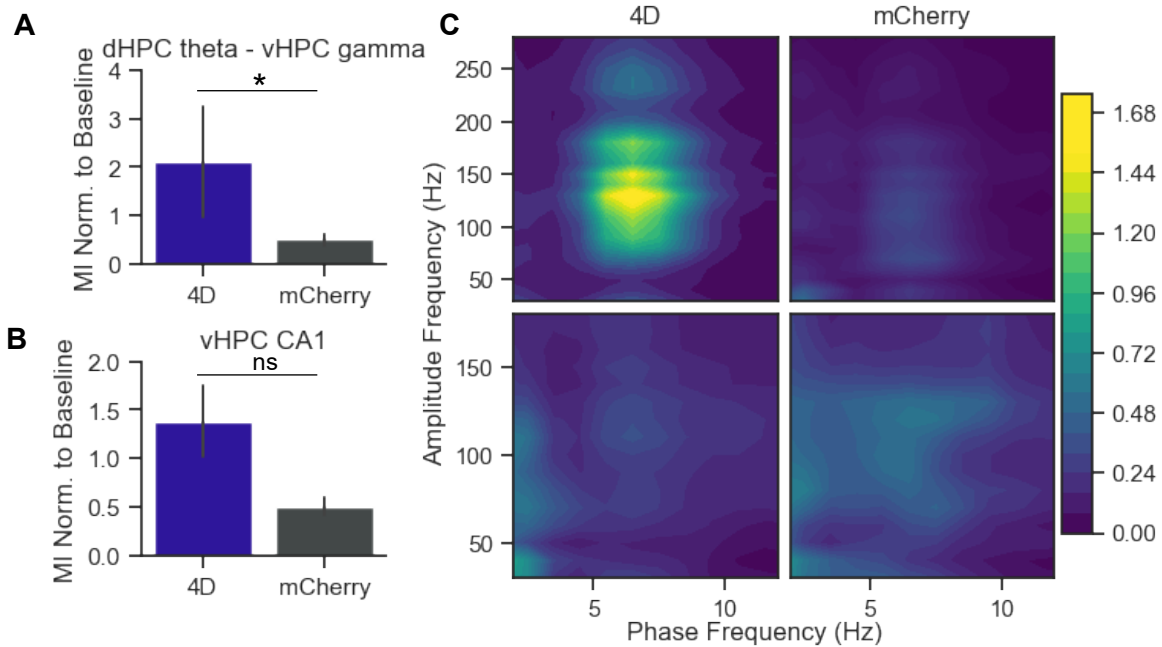 A
dHPC theta - vHPC gamma
MI Norm. to Baseline
4
3
2
1
0
*
4D
mCherry
B
vHPC CA1
MI Norm. to Baseline
2.0
1.5
1.0
0.5
0.0
ns
4D
mCherry
C
4D
mCherry
Amplitude Frequency (Hz)
250
200
150
100
50
150
100
50
5
10
5
10
Phase Frequency (Hz)
1.68
1.44
1.20
0.96
0.72
0.48
0.24
0.00